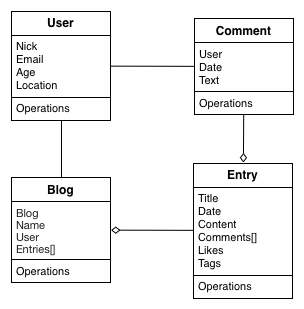 User
Nick
Email
Age
Location
Operations
Comment
User
Date
Text
Operations
Blog
Blog
Name
User
Entries[]
Operations
Entry
Title
Date
Content
Comments[]
Likes
Tags
Operations